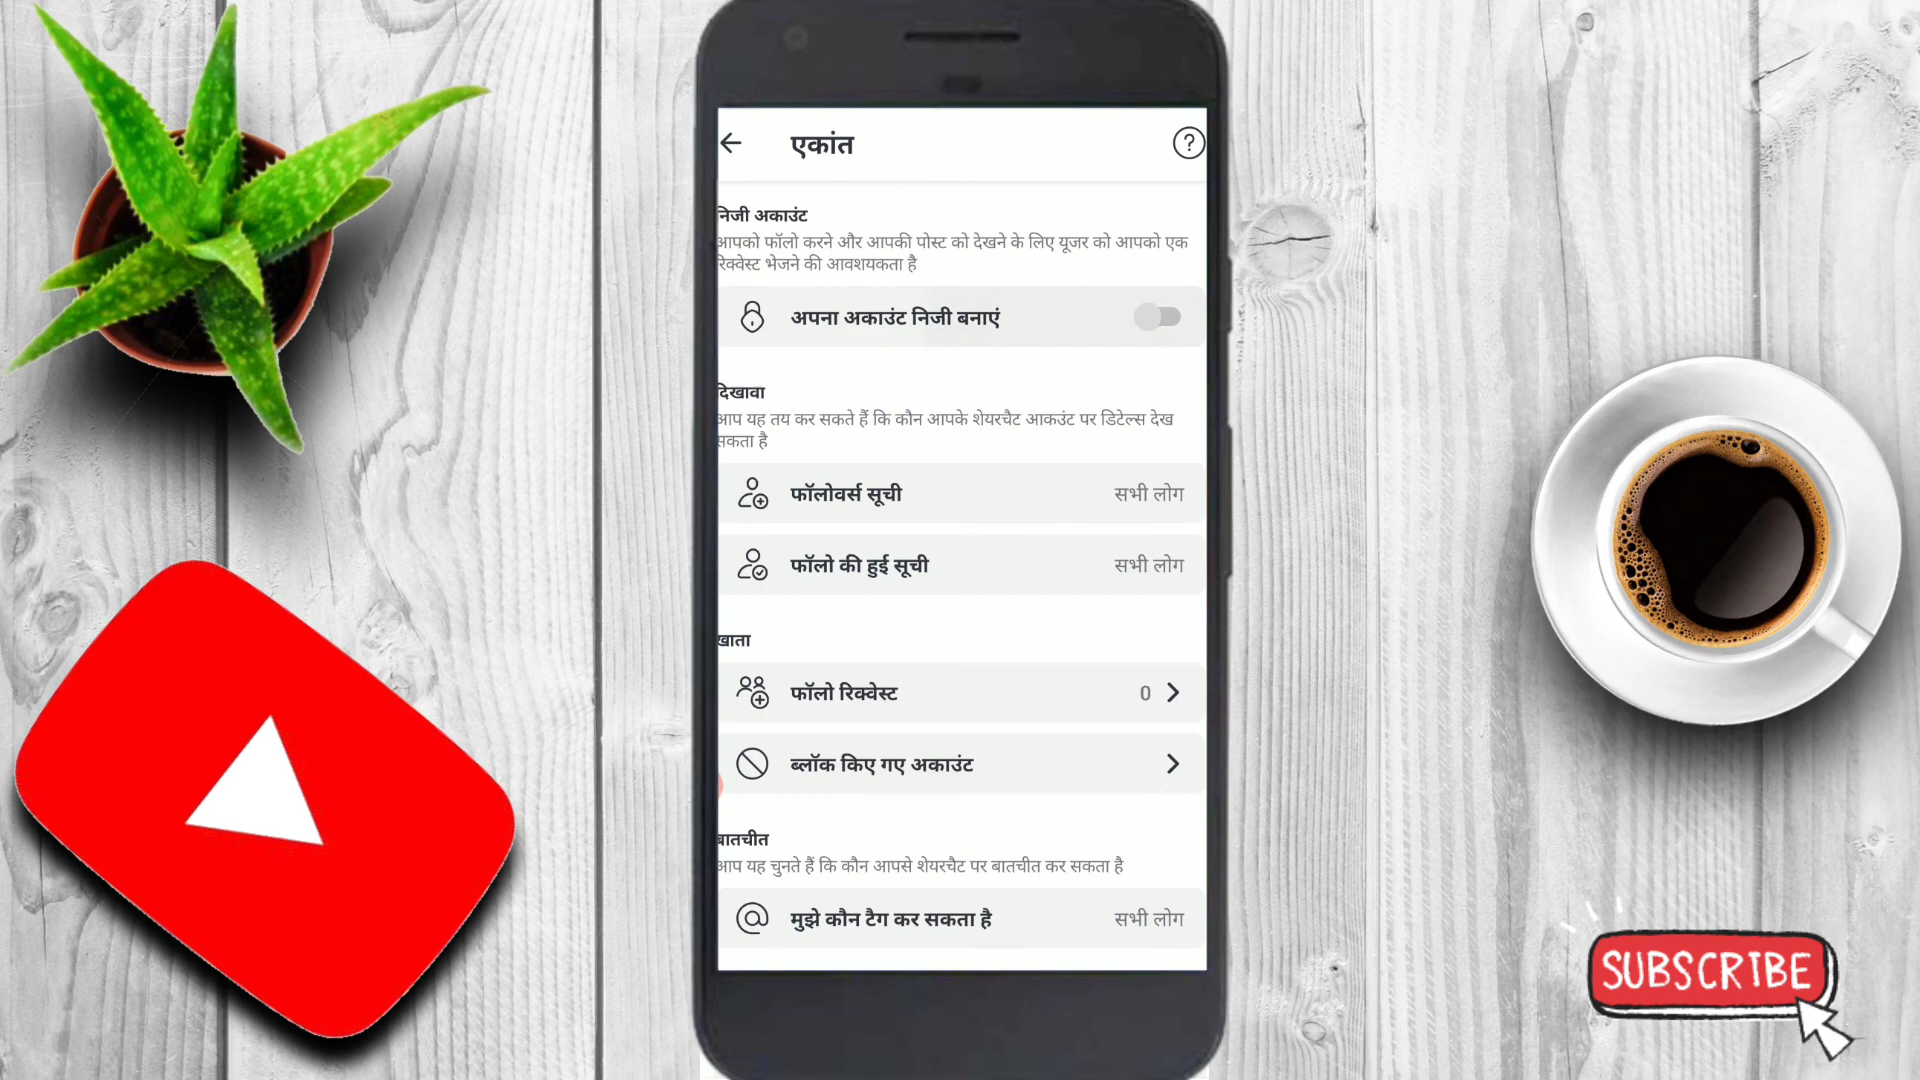 एकांत
?
निजी अकाउंट
आपको फॉलो करने और आपकी पोस्ट को देखने के लिए यूजर को आपको एक
रिक्वेस्ट भेजने की आवशयकता है
अपना अकाउंट निजी बनाएं
दिखावा
आप यह तय कर सकते हैं कि कौन आपके शेयरचैट आकउंट पर डिटेल्स देख
सकता है
फॉलोवर्स सूची सभी लोग
फॉलो की हुई सूची सभी लोग
खाता
फॉलो रिक्वेस्ट 0
ब्लॉक किए गए अकाउंट
बातचीत
आप यह चुनते हैं कि कौन आपसे शेयरचैट पर बातचीत कर सकता है
मुझे कौन टैग कर सकता है सभी लोग
SUBSCRIBE